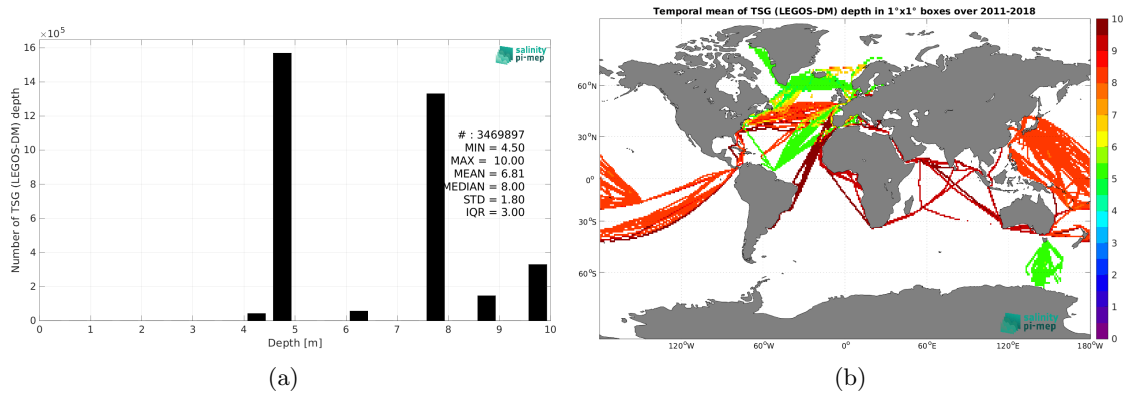 ×10⁵
16
14
12
10
8
6
4
2
0
Number of TSG (LEGOS-DM) depth
salinity
pi-mep
# : 3469897
MIN = 4.50
MAX = 10.00
MEAN = 6.81
MEDIAN = 8.00
STD = 1.80
IQR = 3.00
0 1 2 3 4 5 6 7 8 9 10
Depth [m]
(a)
Temporal mean of TSG (LEGOS-DM) depth in 1°x1° boxes over 2011-2018
60°N
30°N
0°
30°S
60°S
120°W 60°W 0° 60°E 120°E 180°W
salinity
pi-mep
10
9
8
7
6
5
4
3
2
1
0
(b)